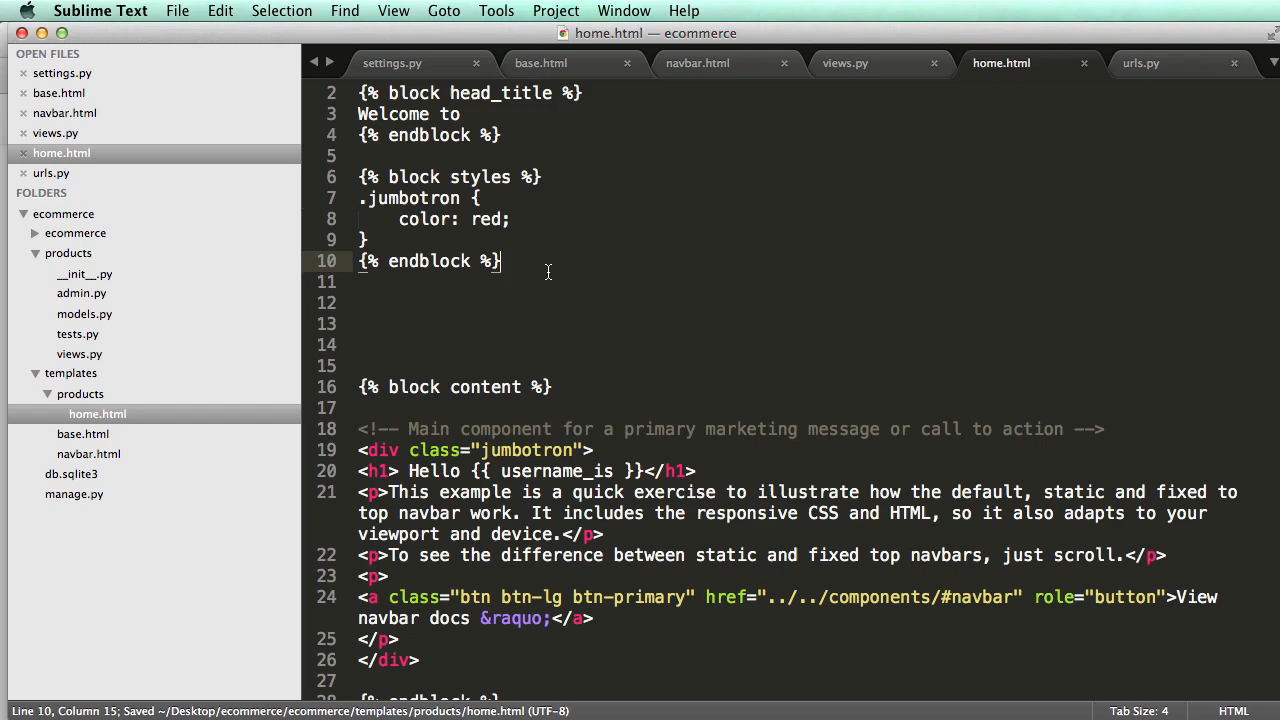 Sublime Text File Edit Selection Find View Goto Tools Project Window Help
home.html — ecommerce
OPEN FILES
settings.py
base.html
navbar.html
views.py
home.html
urls.py
FOLDERS
ecommerce
ecommerce
products
__init__.py
admin.py
models.py
tests.py
views.py
templates
products
home.html
base.html
navbar.html
db.sqlite3
manage.py
settings.py × base.html × navbar.html × views.py × home.html × urls.py ×
2 {% block head_title %}
3 Welcome to
4 {% endblock %}
5
6 {% block styles %}
7 .jumbotron {
8 color: red;
9 }
10 {% endblock %}
11
12
13
14
15
16 {% block content %}
17
18 <!-- Main component for a primary marketing message or call to action -->
19 <div class="jumbotron">
20 <h1> Hello {{ username_is }}</h1>
21 <p>This example is a quick exercise to illustrate how the default, static and fixed to
top navbar work. It includes the responsive CSS and HTML, so it also adapts to your
viewport and device.</p>
22 <p>To see the difference between static and fixed top navbars, just scroll.</p>
23 <p>
24 <a class="btn btn-lg btn-primary" href="../../components/#navbar" role="button">View
navbar docs &raquo;</a>
25 </p>
26 </div>
27
28 {% endblock %}
Line 10, Column 15; Saved ~/Desktop/ecommerce/ecommerce/templates/products/home.html (UTF-8) Tab Size: 4 HTML